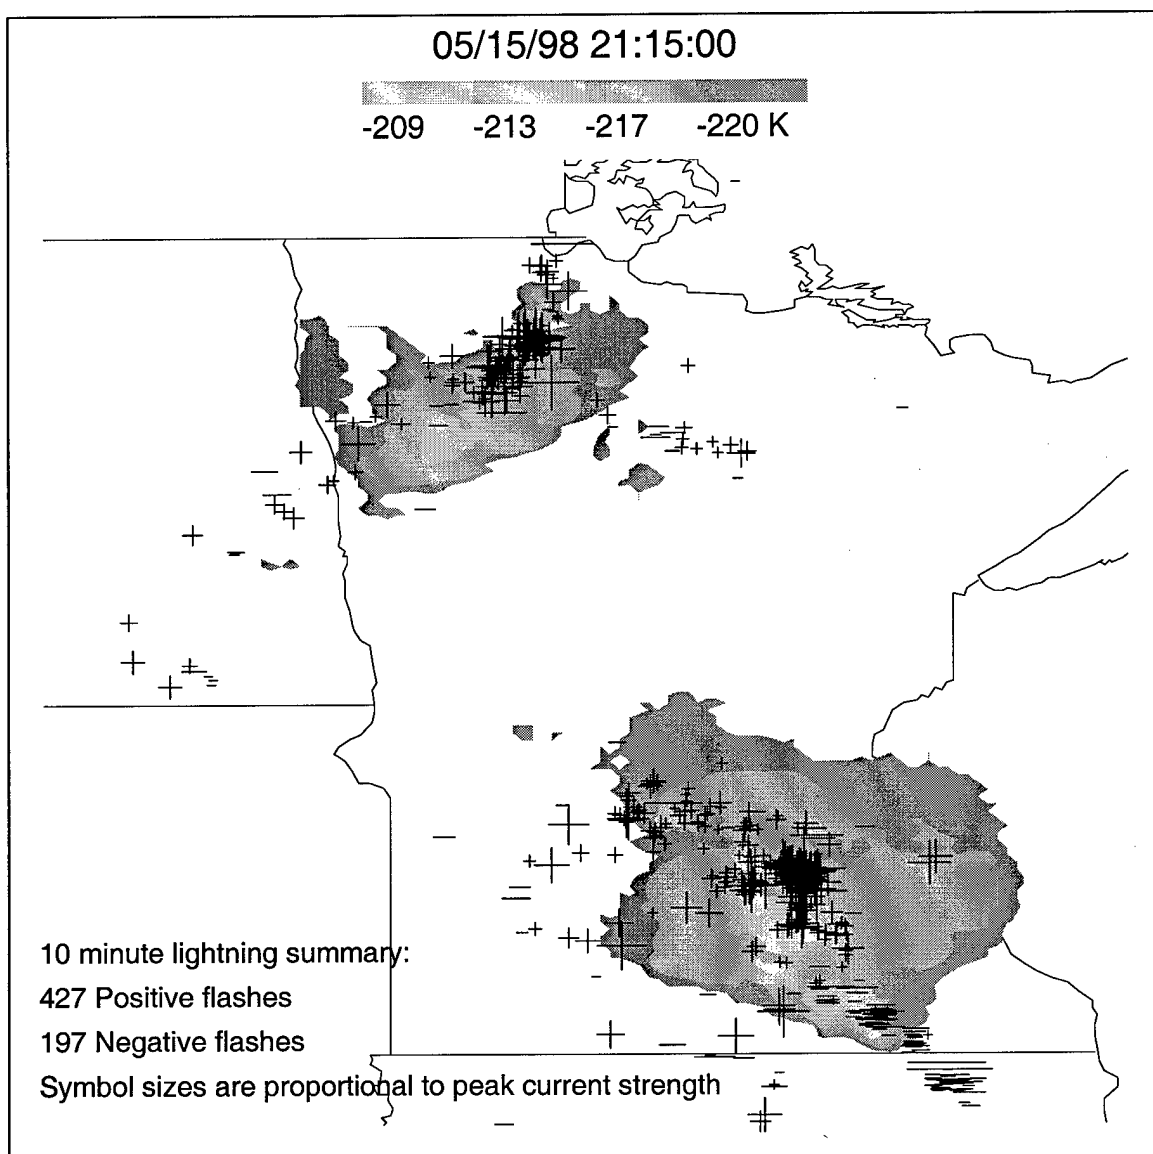 05/15/98 21:15:00
-209 -213 -217 -220 K
10 minute lightning summary:
427 Positive flashes
197 Negative flashes
Symbol sizes are proportional to peak current strength